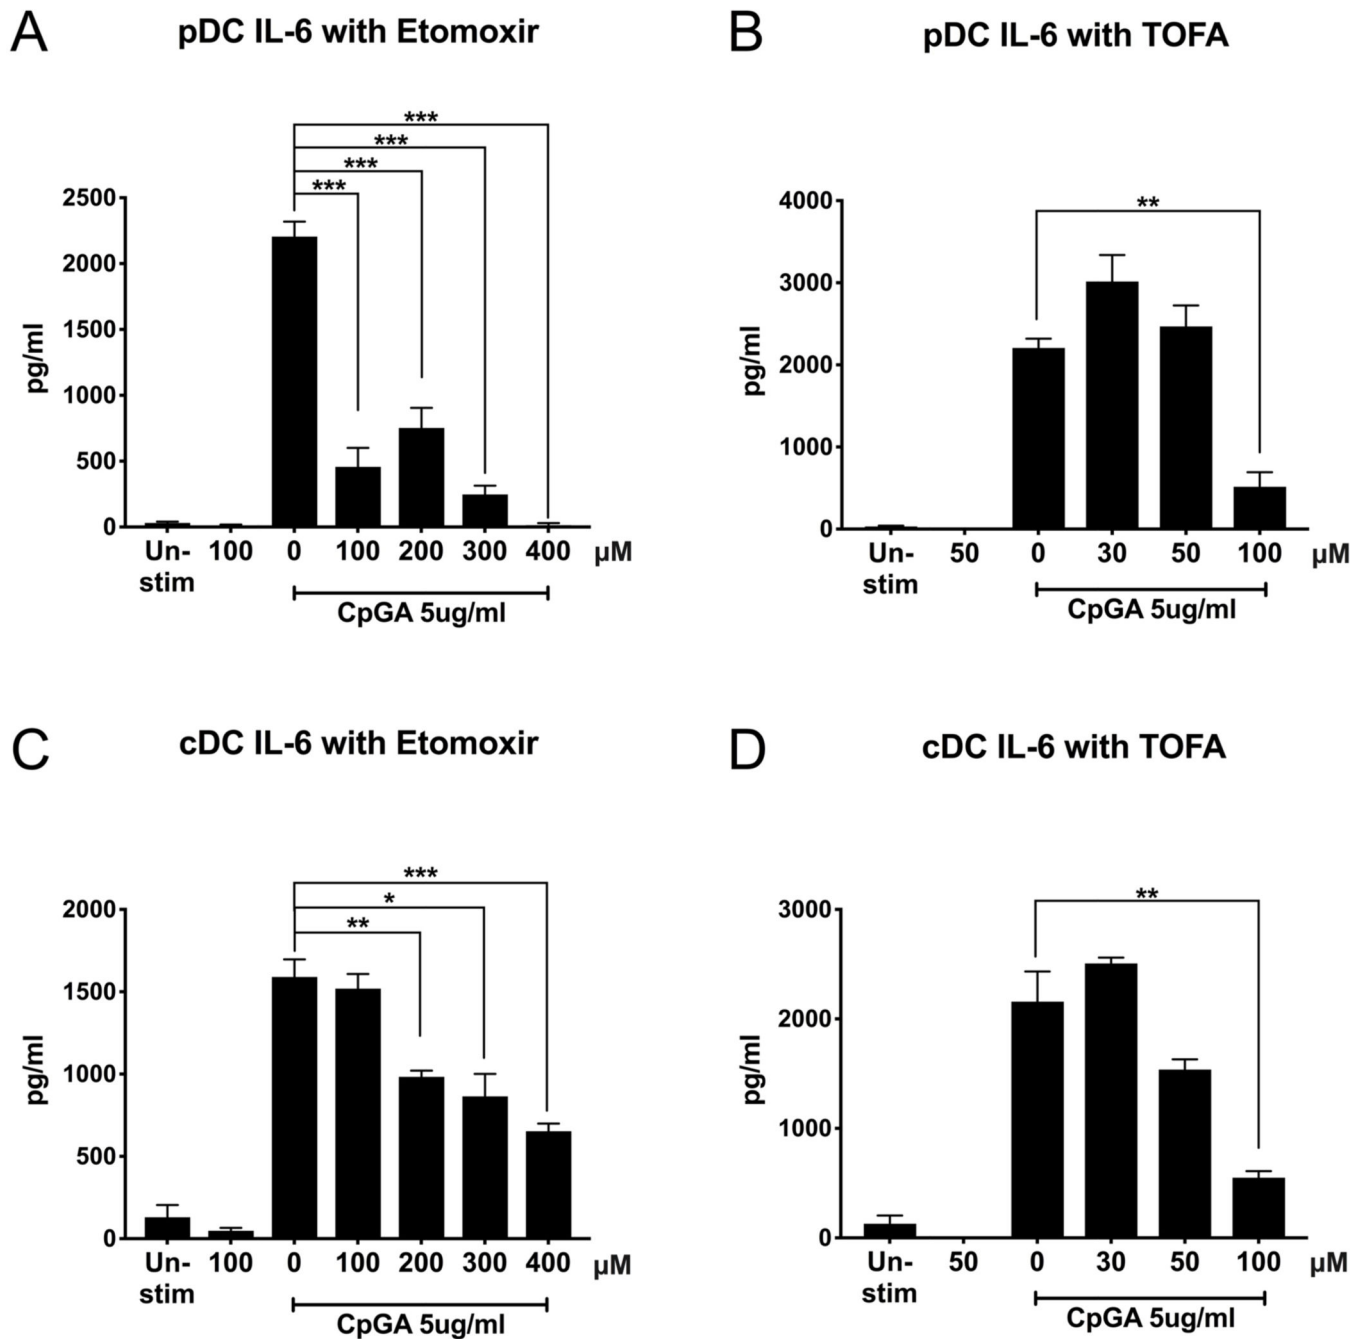 A
pDC IL-6 with Etomoxir
***
***
***
***
2500
2000
1500
1000
500
0
pg/ml
Un-
stim
100
0
100
200
300
400
µM
CpGA 5ug/ml
B
pDC IL-6 with TOFA
**
4000
3000
2000
1000
0
pg/ml
Un-
stim
50
0
30
50
100
µM
CpGA 5ug/ml
C
cDC IL-6 with Etomoxir
***
*
**
2000
1500
1000
500
0
pg/ml
Un-
stim
100
0
100
200
300
400
µM
CpGA 5ug/ml
D
cDC IL-6 with TOFA
**
3000
2000
1000
0
pg/ml
Un-
stim
50
0
30
50
100
µM
CpGA 5ug/ml